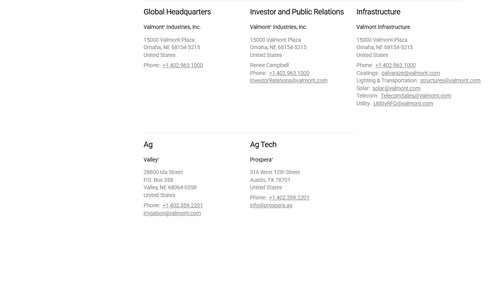 Global Headquarters
Valmont® Industries, Inc.
15000 Valmont Plaza
Omaha, NE 68154-5215
United States
Phone: +1 402.963.1000
Investor and Public Relations
Valmont® Industries, Inc.
15000 Valmont Plaza
Omaha, NE 68154-5215
United States
Renee Campbell
Phone: +1 402.963.1000
InvestorRelations@valmont.com
Infrastructure
Valmont Infrastructure
15000 Valmont Plaza
Omaha, NE 68154-5215
United States
Phone: +1 402.963.1000
Coatings: galvanize@valmont.com
Lighting & Transportation: structures@valmont.com
Solar: solar@valmont.com
Telecom: TelecomSales@Valmont.com
Utility: UtilityRFQ@valmont.com
Ag
Valley®
28800 Ida Street
P.O. Box 358
Valley, NE 68064-0358
United States
Phone: +1 402.359.2201
irrigation@valmont.com
Ag Tech
Prospera®
316 West 12th Street
Austin, TX 78701
United States
Phone: +1 402.359.2201
info@prospera.ag